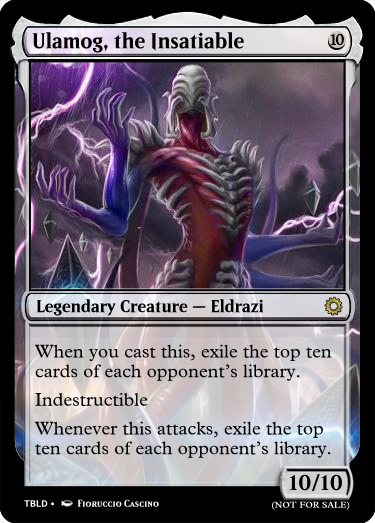 Ulamog, the Insatiable 10
Legendary Creature — Eldrazi
When you cast this, exile the top ten
cards of each opponent's library.
Indestructible
Whenever this attacks, exile the top
ten cards of each opponent's library.
10/10
TBLD • Fioruccio Cascino
(NOT FOR SALE)